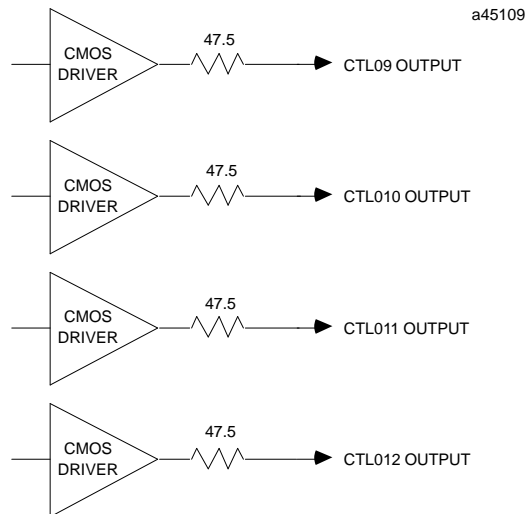 a45109
47.5
CMOS
DRIVER
CTL09 OUTPUT
47.5
CMOS
DRIVER
CTL010 OUTPUT
47.5
CMOS
DRIVER
CTL011 OUTPUT
47.5
CMOS
DRIVER
CTL012 OUTPUT